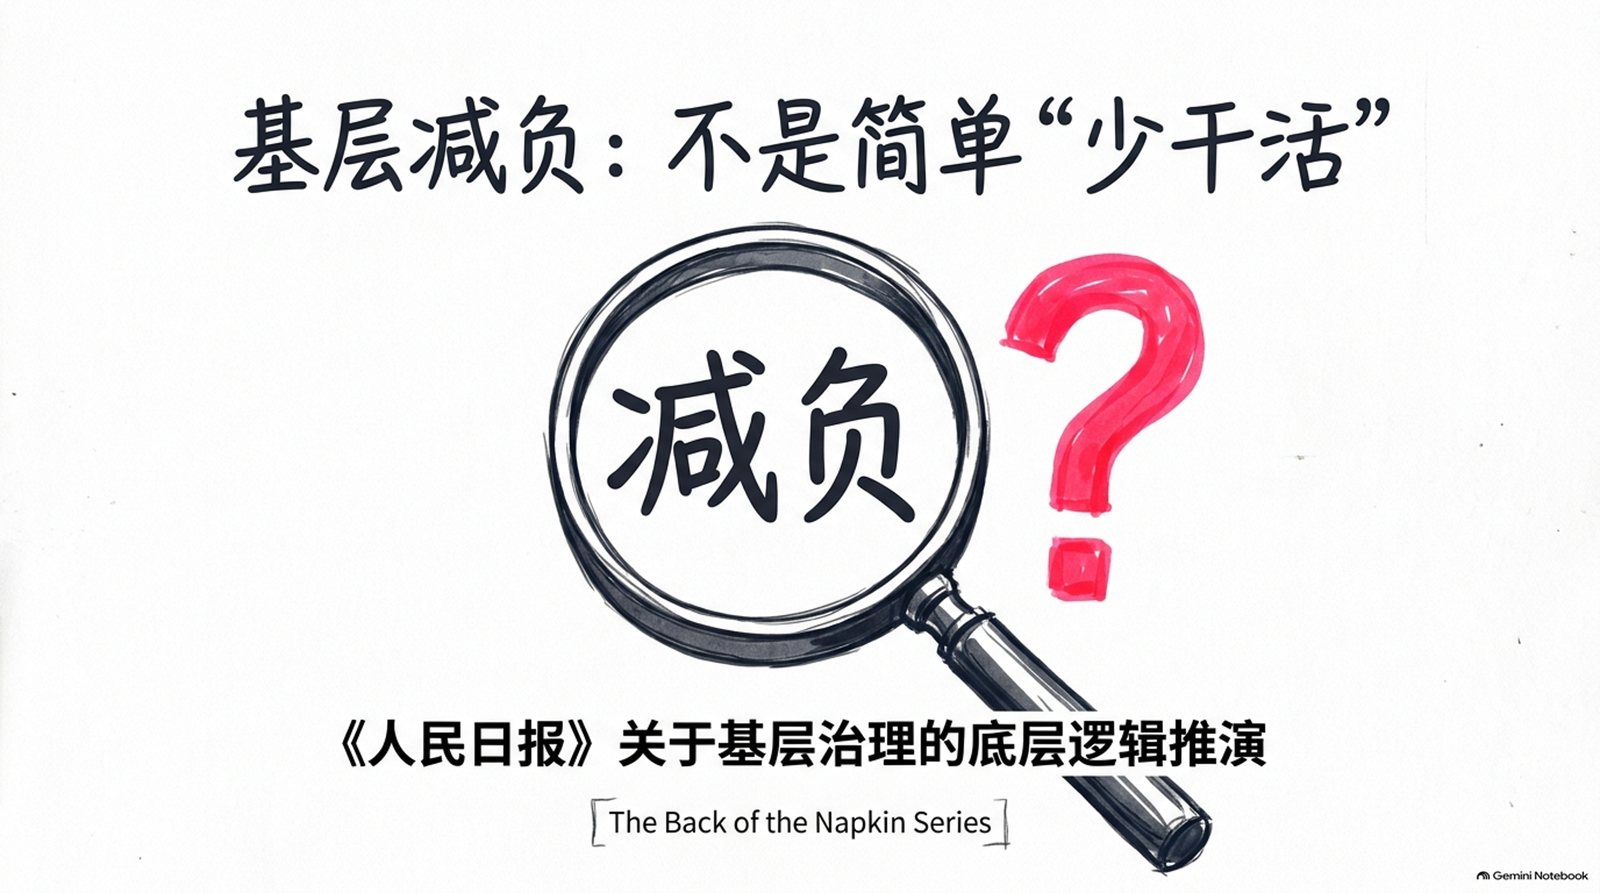 基层减负：不是简单“少干活”
减负
?
《人民日报》关于基层治理的底层逻辑推演
The Back of the Napkin Series
Gemini Notebook